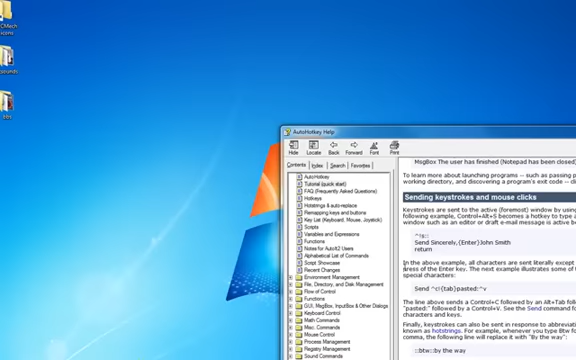 CMech
icons
sounds
bbs
AutoHotkey Help
Hide
Locate
Back
Forward
Font
Print
Contents
Index
Search
Favorites
AutoHotkey
Tutorial (quick start)
FAQ (Frequently Asked Questions)
Hotkeys
Hotstrings & auto-replace
Remapping keys and buttons
Key List (Keyboard, Mouse, Joystick)
Scripts
Variables and Expressions
Functions
Notes for AutoIt2 Users
Alphabetical List of Commands
Script Showcase
Recent Changes
Environment Management
File, Directory, and Disk Management
Flow of Control
Functions
GUI, MsgBox, InputBox & Other Dialogs
Keyboard Control
Math Commands
Misc. Commands
Mouse Control
Process Management
Registry Management
Sound Commands
MsgBox The user has finished (Notepad has been closed)
To learn more about launching programs -- such as passing
working directory, and discovering a program's exit code --
Sending keystrokes and mouse clicks
Keystrokes are sent to the active (foremost) window by using
following example, Control+Alt+S becomes a hotkey to type a
window such as an editor or draft e-mail message is active
^!s::
Send Sincerely,{Enter}John Smith
return
In the above example, all characters are sent literally except
press of the Enter key. The next example illustrates some of
special characters:
Send ^c!{tab}pasted:^v
The line above sends a Control+C followed by an Alt+Tab
"pasted:" followed by a Control+V. See the Send command for
characters and keys.
Finally, keystrokes can also be sent in response to abbreviations
known as hotstrings. For example, whenever you type Btw
comma, the following line will replace it with "By the way":
::btw::by the way